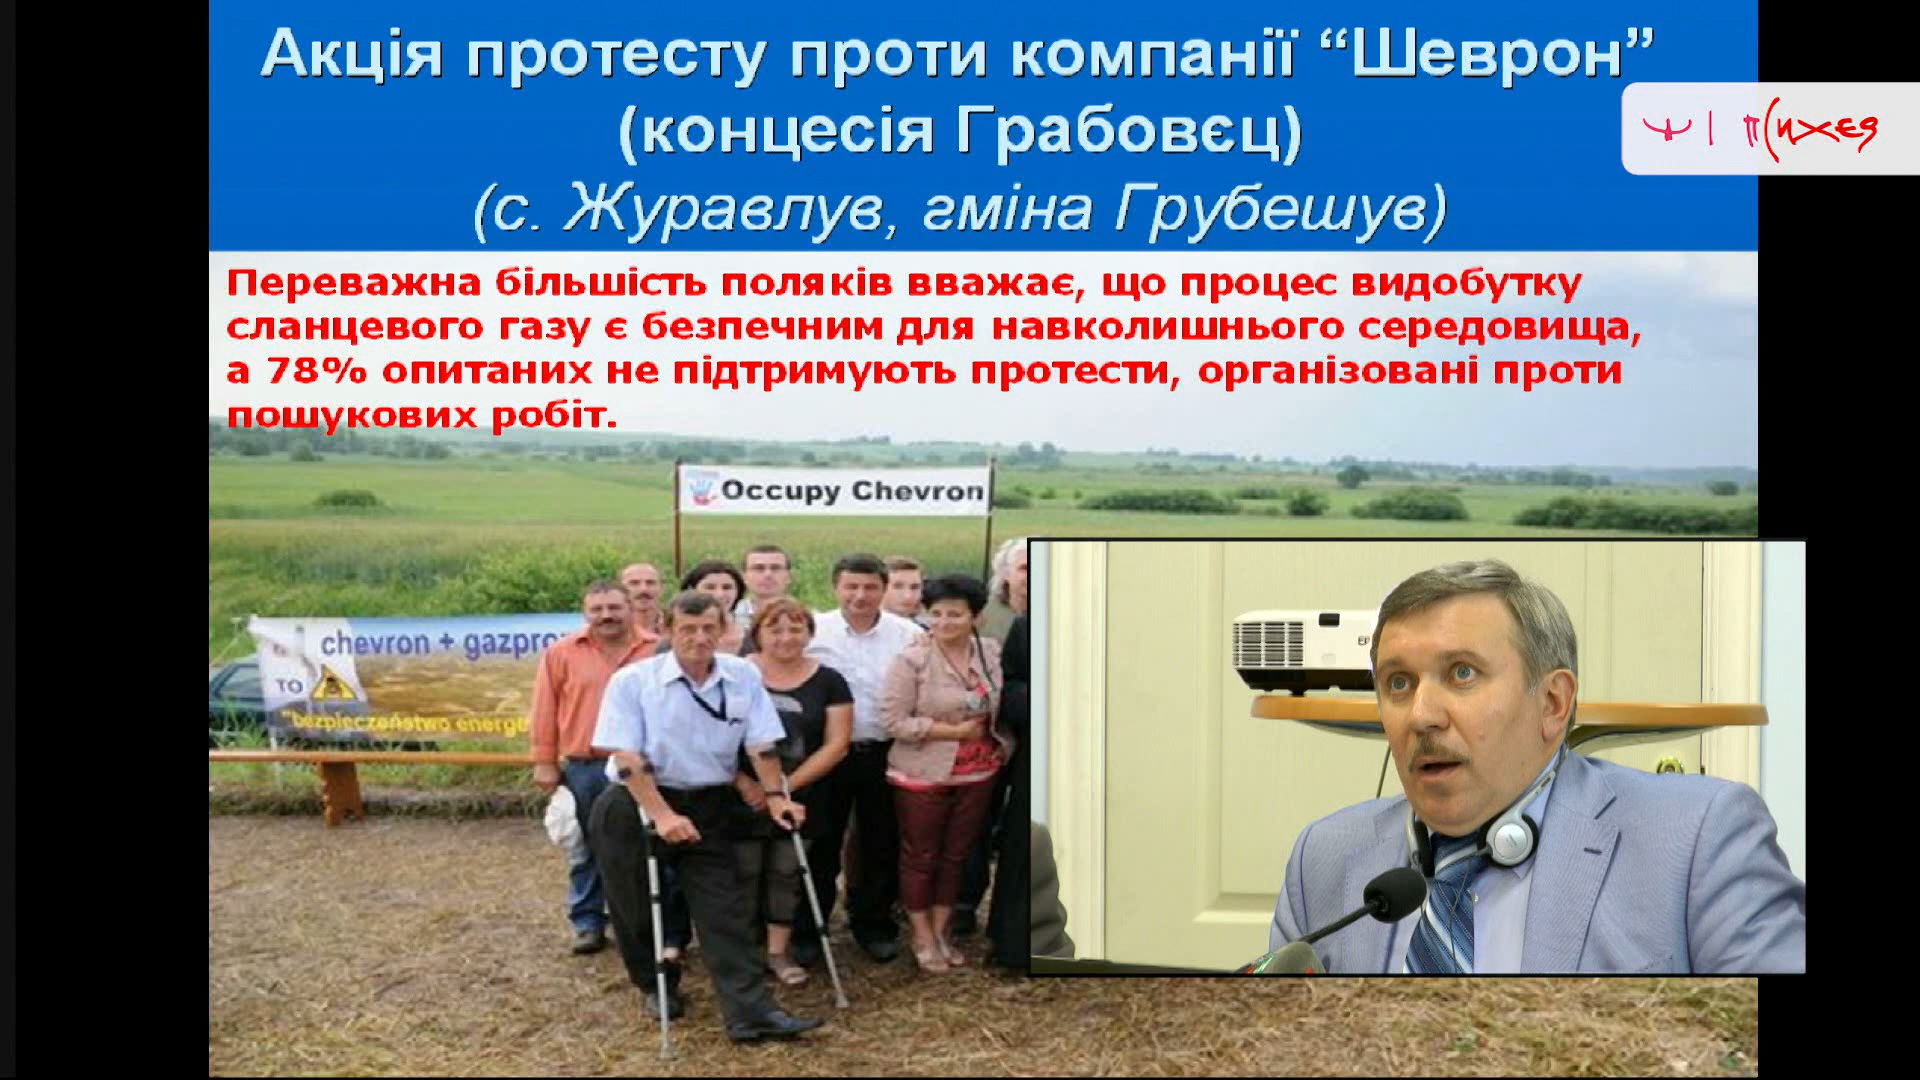 Акція протесту проти компанії “Шеврон”
(концесія Грабовєц)
(с. Журавлув, гміна Грубешув)
Ψ | психея
Переважна більшість поляків вважає, що процес видобутку
сланцевого газу є безпечним для навколишнього середовища,
а 78% опитаних не підтримують протести, організовані проти
пошукових робіт.
Occupy Chevron
chevron + gazpro
TO
"bezpieczeństwo energ